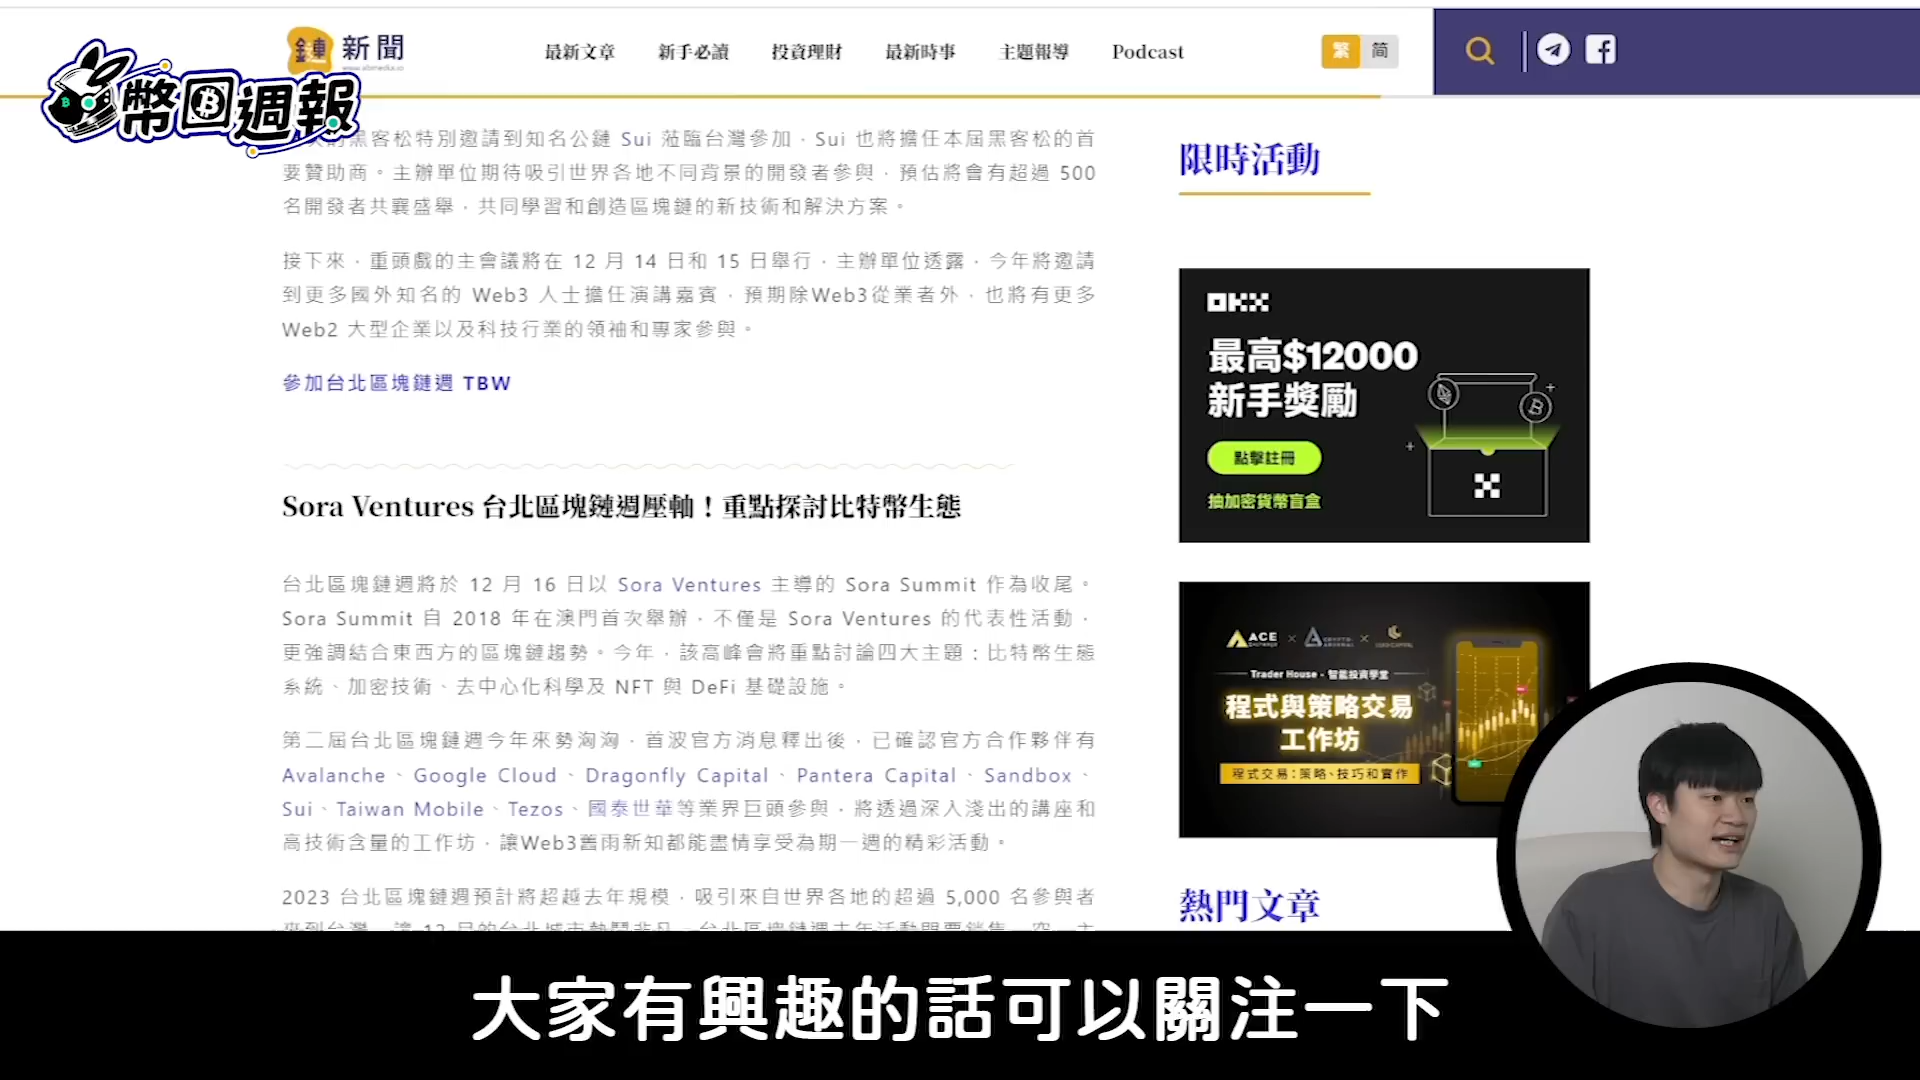 鏈新聞
www.abmedia.io
最新文章 新手必讀 投資理財 最新時事 主題報導 Podcast
繁 简
幣圈週報
黑客松特別邀請到知名公鏈 Sui 蒞臨台灣參加，Sui 也將擔任本屆黑客松的首
要贊助商。主辦單位期待吸引世界各地不同背景的開發者參與，預估將會有超過 500
名開發者共襄盛舉，共同學習和創造區塊鏈的新技術和解決方案。
接下來，重頭戲的主會議將在 12 月 14 日和 15 日舉行，主辦單位透露，今年將邀請
到更多國外知名的 Web3 人士擔任演講嘉賓，預期除Web3從業者外，也將有更多
Web2 大型企業以及科技行業的領袖和專家參與。
參加台北區塊鏈週 TBW
Sora Ventures 台北區塊鏈週壓軸！重點探討比特幣生態
台北區塊鏈週將於 12 月 16 日以 Sora Ventures 主導的 Sora Summit 作為收尾。
Sora Summit 自 2018 年在澳門首次舉辦，不僅是 Sora Ventures 的代表性活動，
更強調結合東西方的區塊鏈趨勢。今年，該高峰會將重點討論四大主題：比特幣生態
系統、加密技術、去中心化科學及 NFT 與 DeFi 基礎設施。
第二屆台北區塊鏈週今年來勢洶洶，首波官方消息釋出後，已確認官方合作夥伴有
Avalanche、Google Cloud、Dragonfly Capital、Pantera Capital、Sandbox、
Sui、Taiwan Mobile、Tezos、國泰世華等業界巨頭參與，將透過深入淺出的講座和
高技術含量的工作坊，讓Web3舊雨新知都能盡情享受為期一週的精彩活動。
2023 台北區塊鏈週預計將超越去年規模，吸引來自世界各地的超過 5,000 名參與者
限時活動
OKX
最高$12000
新手獎勵
點擊註冊
抽加密貨幣盲盒
ACE
Trader House - 智能投資學堂
程式與策略交易
工作坊
程式交易：策略、技巧和實作
熱門文章
大家有興趣的話可以關注一下